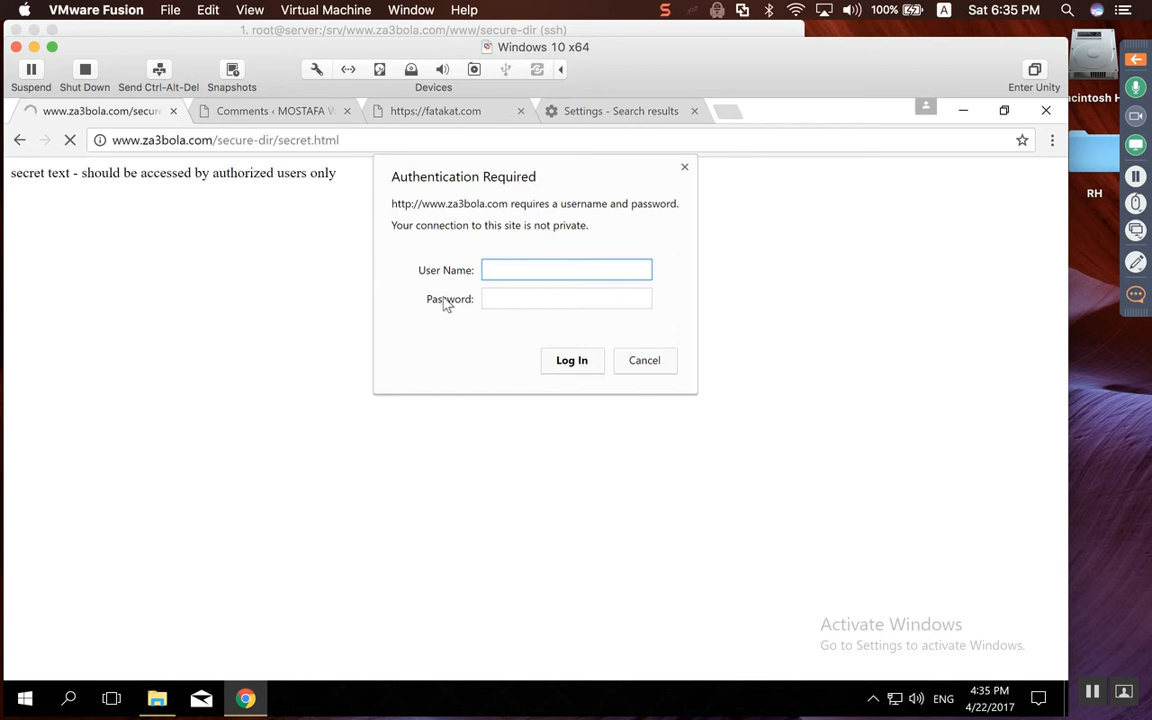 VMware Fusion File Edit View Virtual Machine Window Help 100% A Sat 6:35 PM
1. root@server:/srv/www.za3bola.com/www/secure-dir (ssh)
Windows 10 x64
Suspend Shut Down Send Ctrl-Alt-Del Snapshots Devices Enter Unity
www.za3bola.com/secure Comments ‹ MOSTAFA https://fatakat.com Settings - Search results
www.za3bola.com/secure-dir/secret.html
secret text - should be accessed by authorized users only
Authentication Required
http://www.za3bola.com requires a username and password.
Your connection to this site is not private.
User Name:
Password:
Log In Cancel
acintosh H
RH
Activate Windows
Go to Settings to activate Windows.
ENG
4:35 PM
4/22/2017